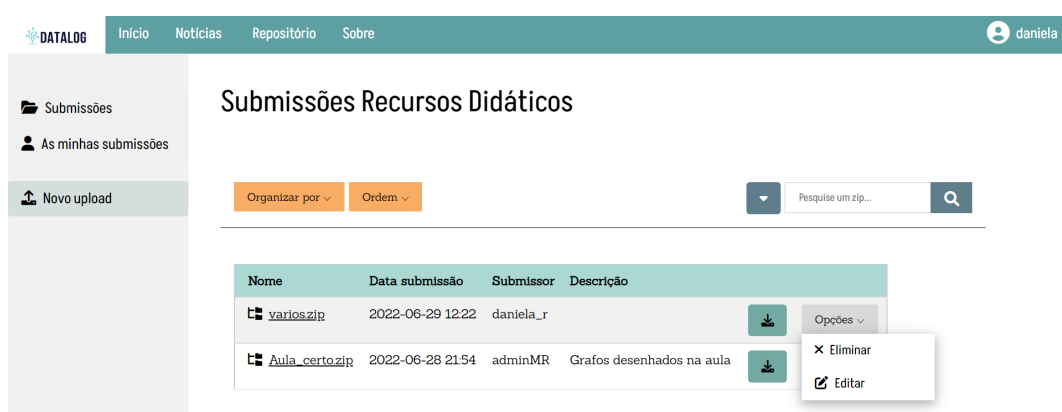 DATALOG Início Notícias Repositório Sobre daniela
Submissões
As minhas submissões
Novo upload
Submissões Recursos Didáticos
Organizar por Ordem Pesquise um zip...
Nome Data submissão Submissor Descrição
varios.zip 2022-06-29 12:22 daniela_r Opções
Aula_certo.zip 2022-06-28 21:54 adminMR Grafos desenhados na aula
Eliminar
Editar